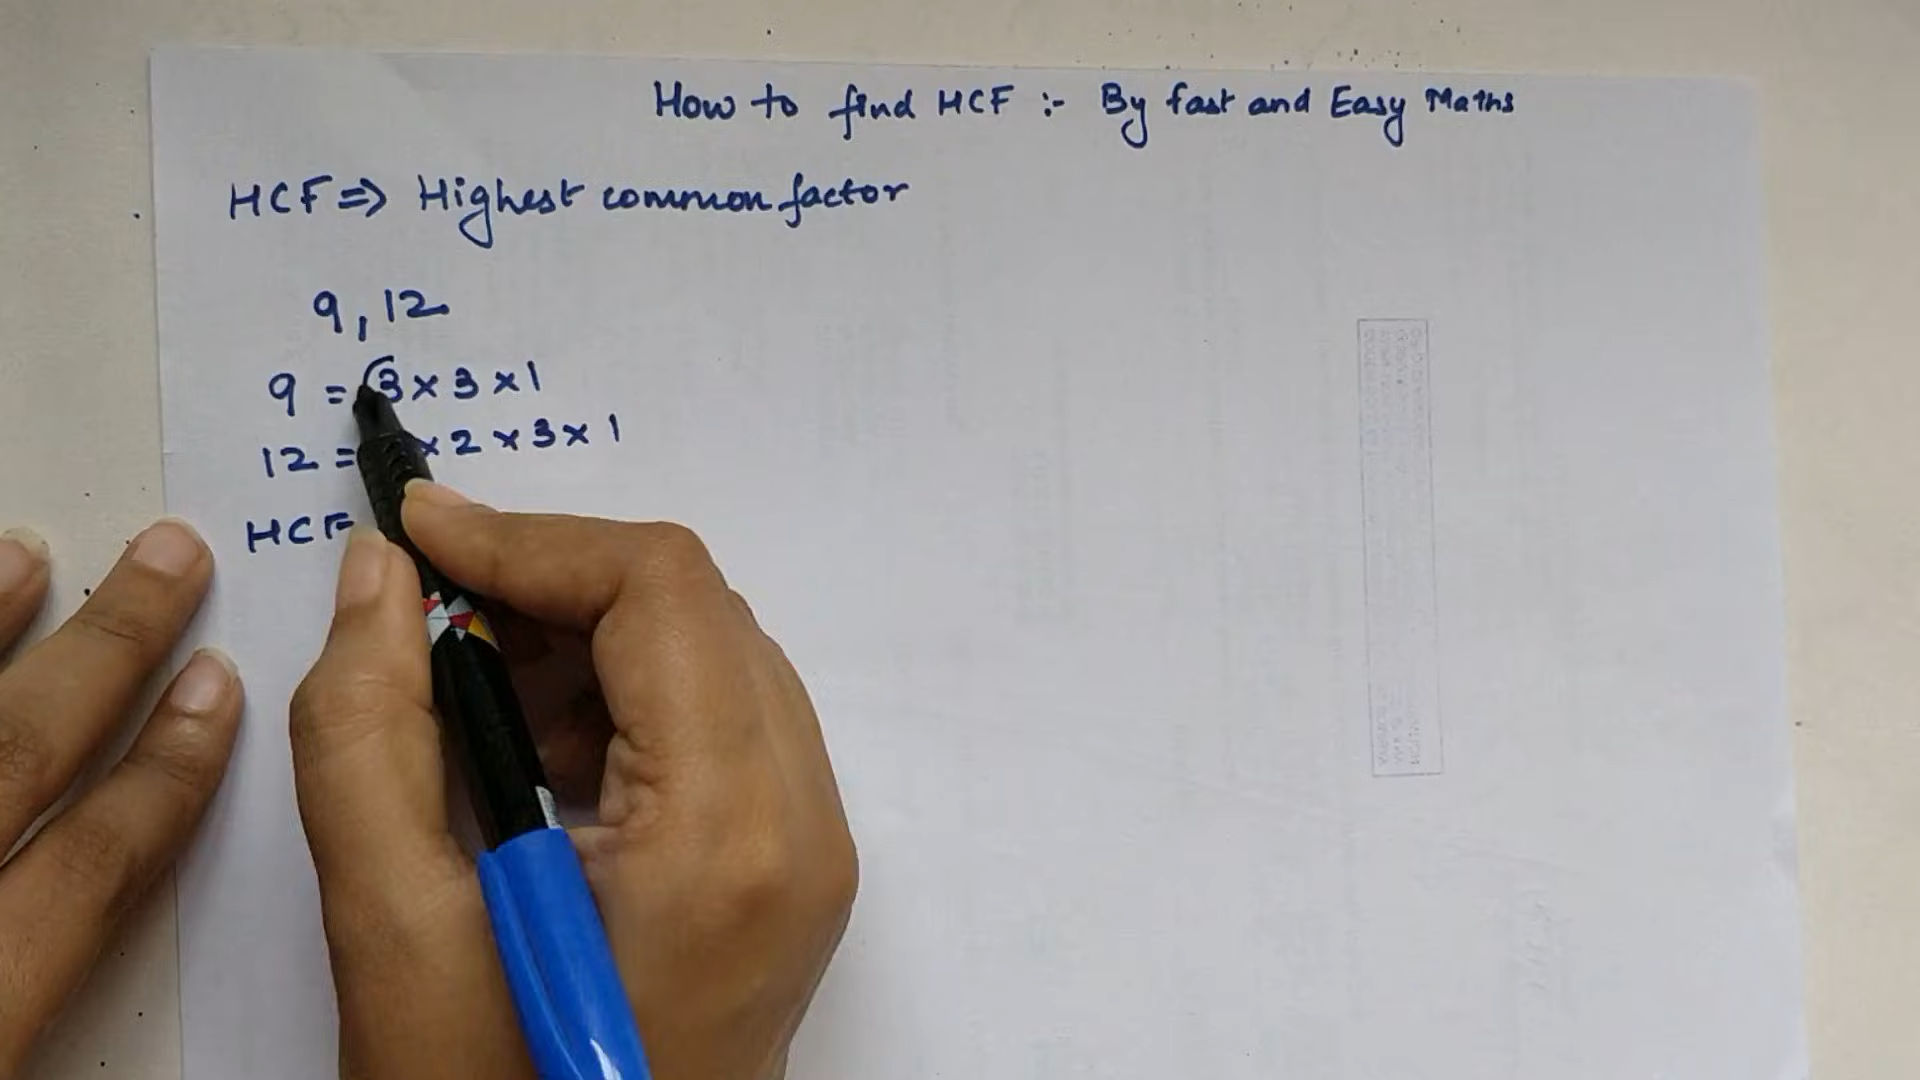 How to find HCF :- By fast and Easy Maths
HCF => Highest common factor
9, 12
9 = 3 × 3 × 1
12 = × 2 × 3 × 1
HCF